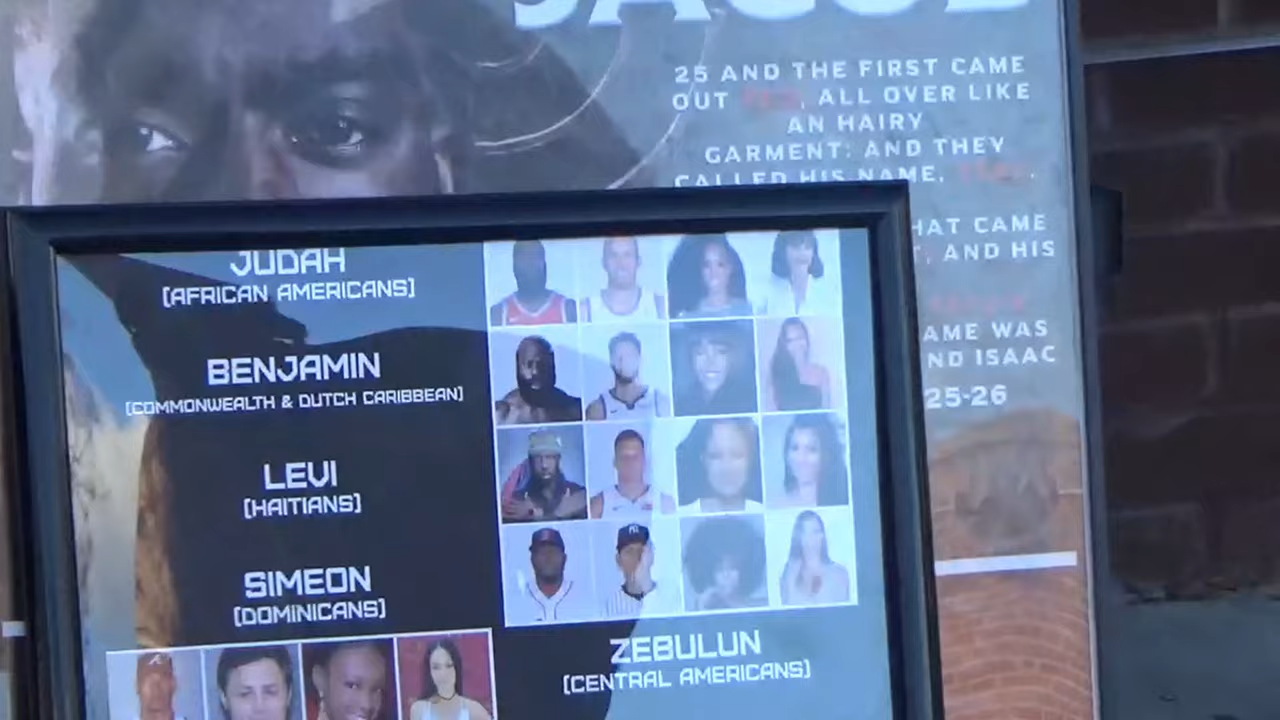 25 AND THE FIRST CAME
OUT RED, ALL OVER LIKE
AN HAIRY
GARMENT: AND THEY
CALLED HIS NAME,
HAT CAME
, AND HIS
AME WAS
ND ISAAC
25-26
JUDAH
[AFRICAN AMERICANS]
BENJAMIN
[COMMONWEALTH & DUTCH CARIBBEAN]
LEVI
[HAITIANS]
SIMEON
[DOMINICANS]
ZEBULUN
[CENTRAL AMERICANS]